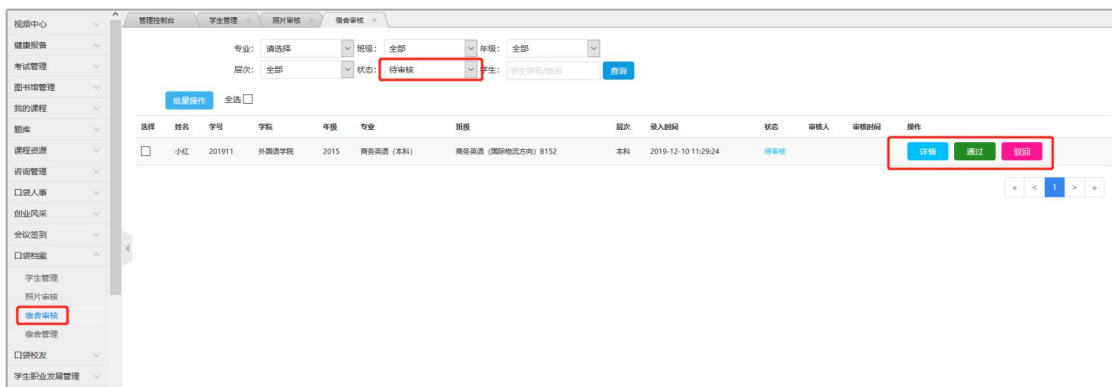 视频中心
健康报备
考试管理
图书馆管理
我的课程
题库
课程资源
咨询管理
口袋人事
创业风采
会议签到
口袋档案
学生管理
照片审核
宿舍审核
宿舍管理
口袋校友
学生职业发展管理
管理控制台 学生管理 × 照片审核 × 宿舍审核 ×
专业： 请选择 班级： 全部 年级： 全部
层次： 全部 状态： 待审核 学生： 学生学号/姓名 查询
批量操作 全选
选择 姓名 学号 学院 年级 专业 班级 层次 录入时间 状态 审核人 审核时间 操作
小红 201911 外国语学院 2015 商务英语（本科） 商务英语（国际物流方向）B152 本科 2019-12-10 11:29:24 待审核 详情 通过 驳回
« < 1 > »